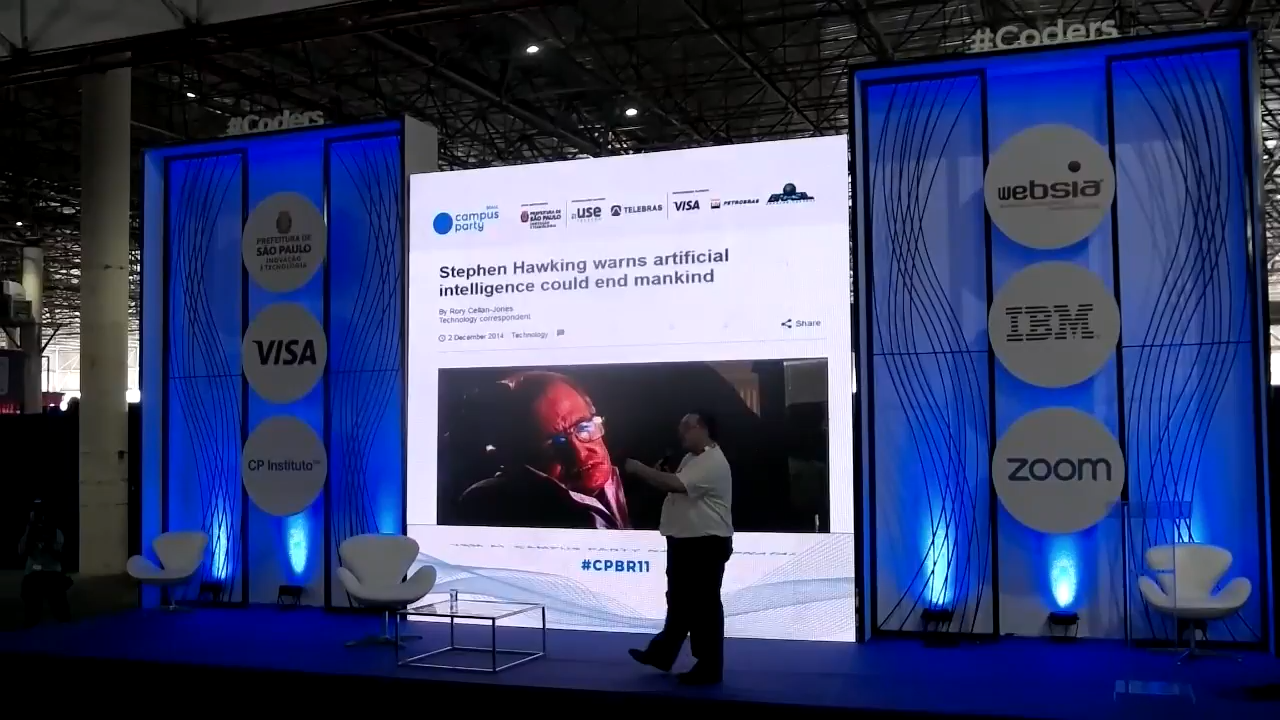 #Coders
#Coders
PREFEITURA DE
SÃO PAULO
INOVAÇÃO
E TECNOLOGIA
VISA
CP Instituto
BRASIL
campus
party
PREFEITURA DE
SÃO PAULO
use
TELEBRAS
VISA
PETROBRAS
BRASIL
Stephen Hawking warns artificial
intelligence could end mankind
By Rory Cellan-Jones
Technology correspondent
2 December 2014
Technology
Share
#CPBR11
websia
IBM
zoom